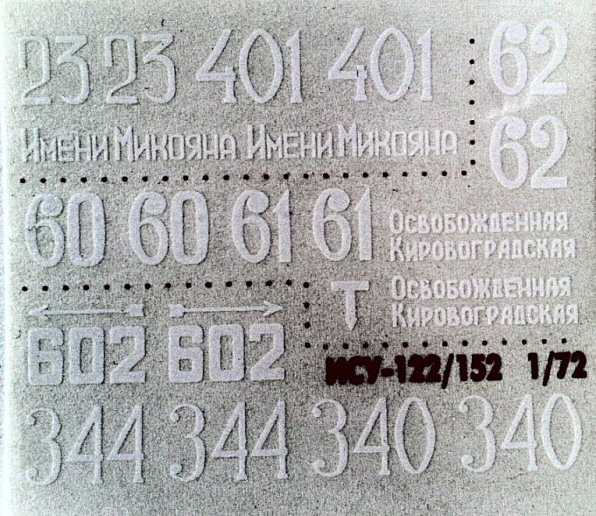 23 23 401 401 62
Имени Микояна Имени Микояна 62
60 60 61 61 Освобожденная
Кировоградская
Т Освобожденная
Кировоградская
602 602
ИСУ-122/152 1/72
344 344 340 340